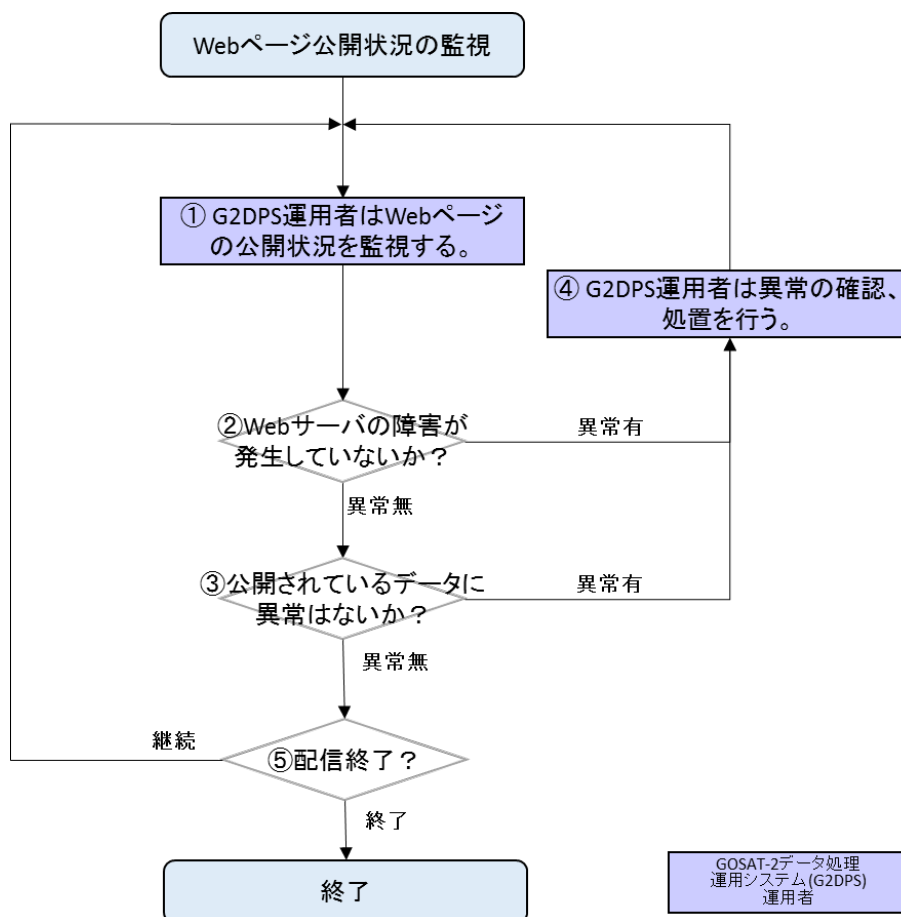 Webページ公開状況の監視
① G2DPS運用者はWebページ
の公開状況を監視する。
④ G2DPS運用者は異常の確認、
処置を行う。
②Webサーバの障害が
発生していないか？
異常有
異常無
③公開されているデータに
異常はないか？
異常有
異常無
継続
⑤配信終了？
終了
終了
GOSAT-2データ処理
運用システム(G2DPS)
運用者